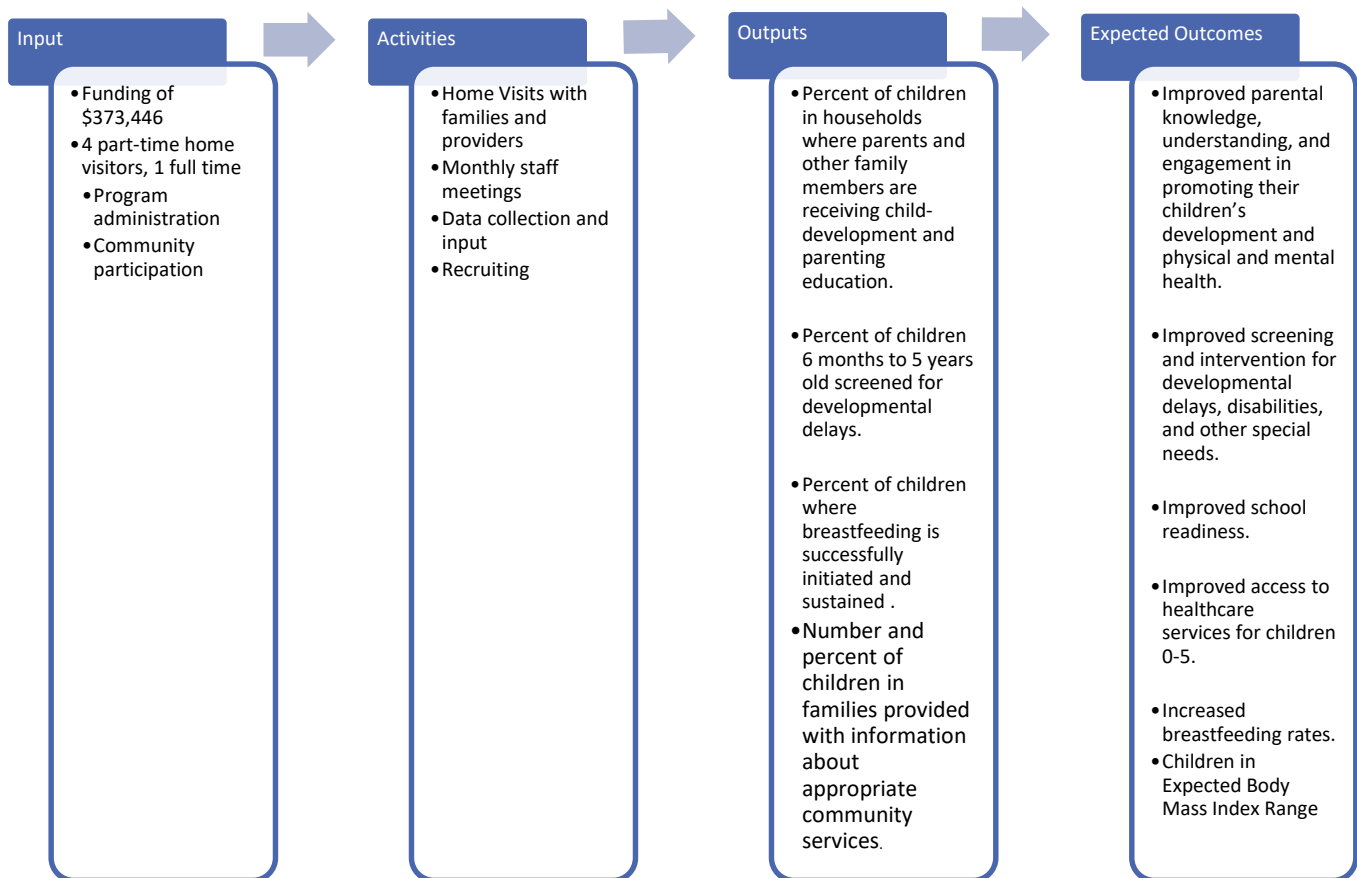 Input
• Funding of
$373,446
• 4 part-time home
visitors, 1 full time
• Program
administration
• Community
participation
Activities
• Home Visits with
families and
providers
• Monthly staff
meetings
• Data collection and
input
• Recruiting
Outputs
• Percent of children
in households
where parents and
other family
members are
receiving child-
development and
parenting
education.
• Percent of children
6 months to 5 years
old screened for
developmental
delays.
• Percent of children
where
breastfeeding is
successfully
initiated and
sustained .
• Number and
percent of
children in
families provided
with information
about
appropriate
community
services.
Expected Outcomes
• Improved parental
knowledge,
understanding, and
engagement in
promoting their
children’s
development and
physical and mental
health.
• Improved screening
and intervention for
developmental
delays, disabilities,
and other special
needs.
• Improved school
readiness.
• Improved access to
healthcare
services for children
0-5.
• Increased
breastfeeding rates.
• Children in
Expected Body
Mass Index Range